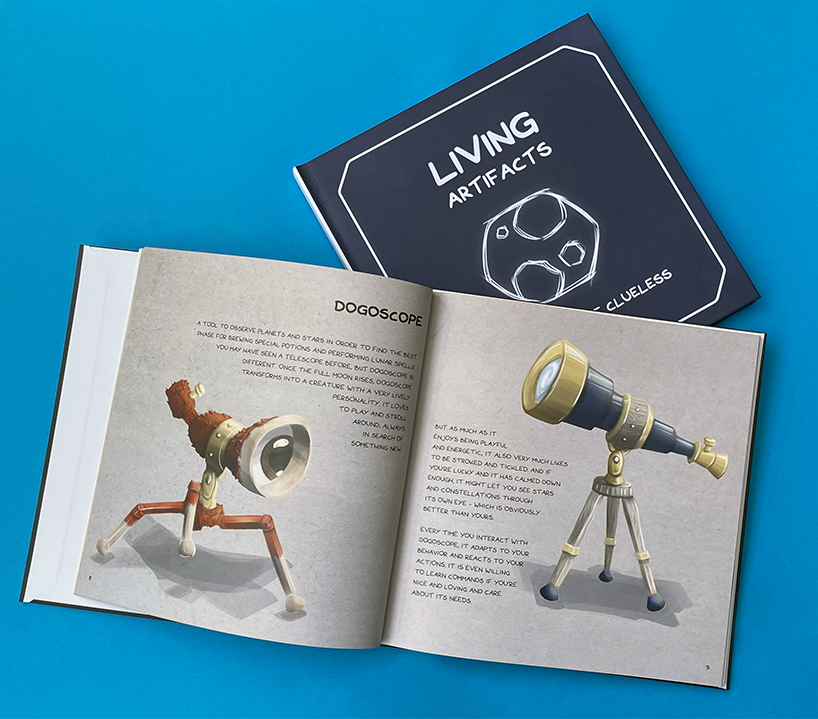 LIVING
ARTIFACTS
CLUELESS
DOGOSCOPE
A TOOL TO OBSERVE PLANETS AND STARS IN ORDER TO FIND THE BEST
PHASE FOR BREWING SPECIAL POTIONS AND PERFORMING LUNAR SPELLS.
YOU MAY HAVE SEEN A TELESCOPE BEFORE, BUT DOGOSCOPE IS
DIFFERENT. ONCE THE FULL MOON RISES, DOGOSCOPE
TRANSFORMS INTO A CREATURE WITH A VERY LIVELY
PERSONALITY. IT LOVES
TO PLAY AND STROLL
AROUND, ALWAYS
IN SEARCH OF
SOMETHING NEW.
8
BUT AS MUCH AS IT
ENJOYS BEING PLAYFUL
AND ENERGETIC, IT ALSO VERY MUCH LIKES
TO BE STROKED AND TICKLED. AND IF
YOU'RE LUCKY AND IT HAS CALMED DOWN
ENOUGH, IT MIGHT LET YOU SEE STARS
AND CONSTELLATIONS THROUGH
ITS OWN EYE - WHICH IS OBVIOUSLY
BETTER THAN YOURS.
EVERY TIME YOU INTERACT WITH
DOGOSCOPE, IT ADAPTS TO YOUR
BEHAVIOR AND REACTS TO YOUR
ACTIONS. IT IS EVEN WILLING
TO LEARN COMMANDS IF YOU'RE
NICE AND LOVING AND CARE
ABOUT ITS NEEDS.